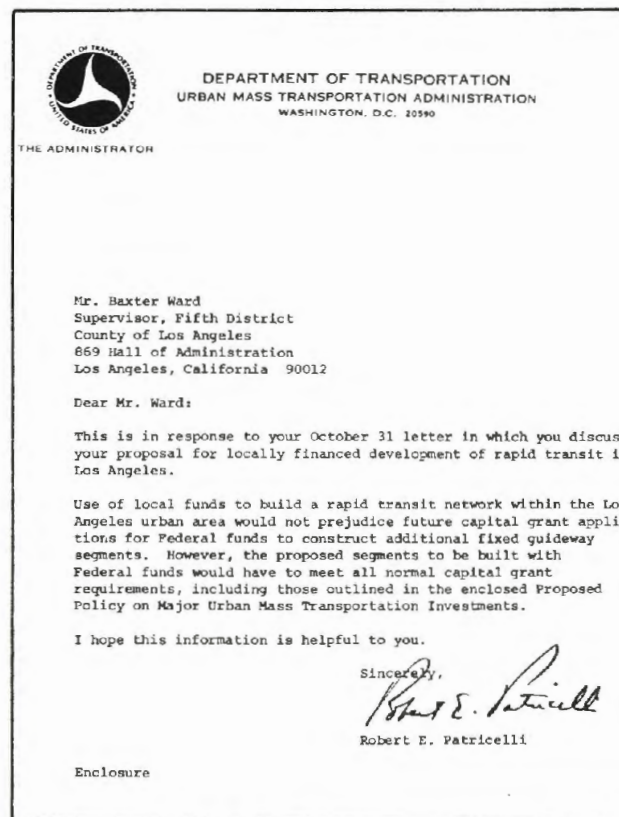 DEPARTMENT OF TRANSPORTATION
UNITED STATES OF AMERICA
DEPARTMENT OF TRANSPORTATION
URBAN MASS TRANSPORTATION ADMINISTRATION
WASHINGTON, D.C. 20590
THE ADMINISTRATOR
Mr. Baxter Ward
Supervisor, Fifth District
County of Los Angeles
869 Hall of Administration
Los Angeles, California 90012
Dear Mr. Ward:
This is in response to your October 31 letter in which you discus
your proposal for locally financed development of rapid transit i
Los Angeles.
Use of local funds to build a rapid transit network within the Lo
Angeles urban area would not prejudice future capital grant appli
tions for Federal funds to construct additional fixed guideway
segments. However, the proposed segments to be built with
Federal funds would have to meet all normal capital grant
requirements, including those outlined in the enclosed Proposed
Policy on Major Urban Mass Transportation Investments.
I hope this information is helpful to you.
Sincerely,
Robert E. Patricelli
Robert E. Patricelli
Enclosure